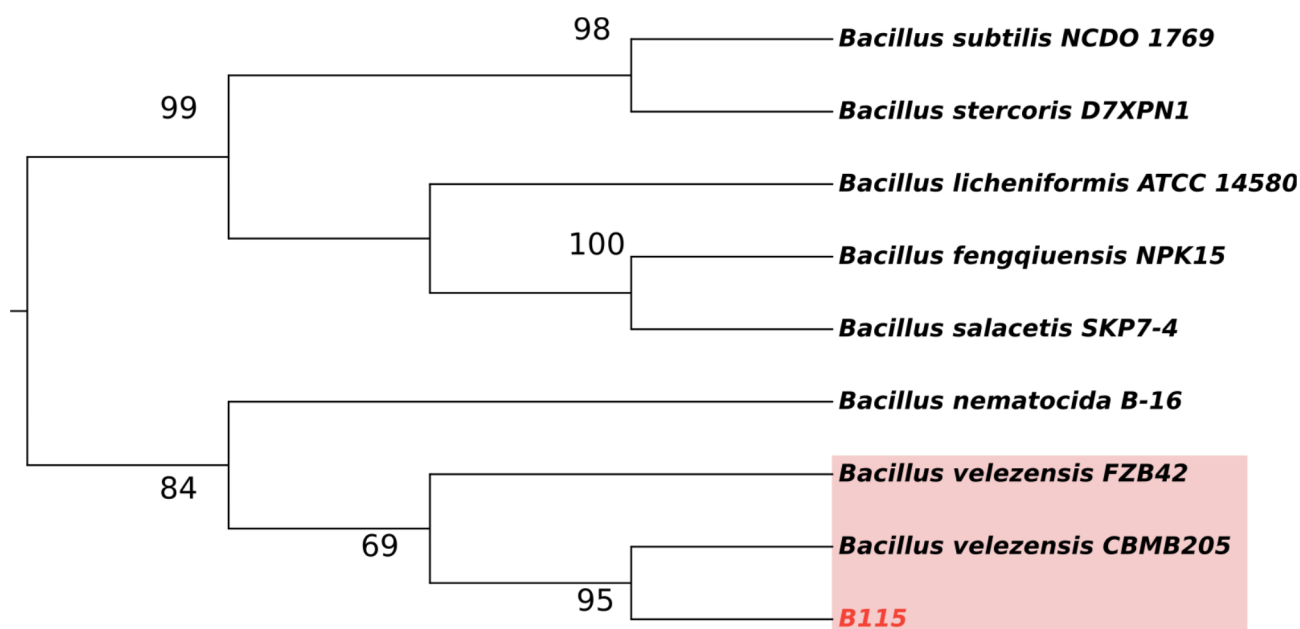 98
Bacillus subtilis NCDO 1769
99
Bacillus stercoris D7XPN1
Bacillus licheniformis ATCC 14580
100
Bacillus fengqiuensis NPK15
Bacillus salacetis SKP7-4
Bacillus nematocida B-16
84
Bacillus velezensis FZB42
69
Bacillus velezensis CBMB205
95
B115